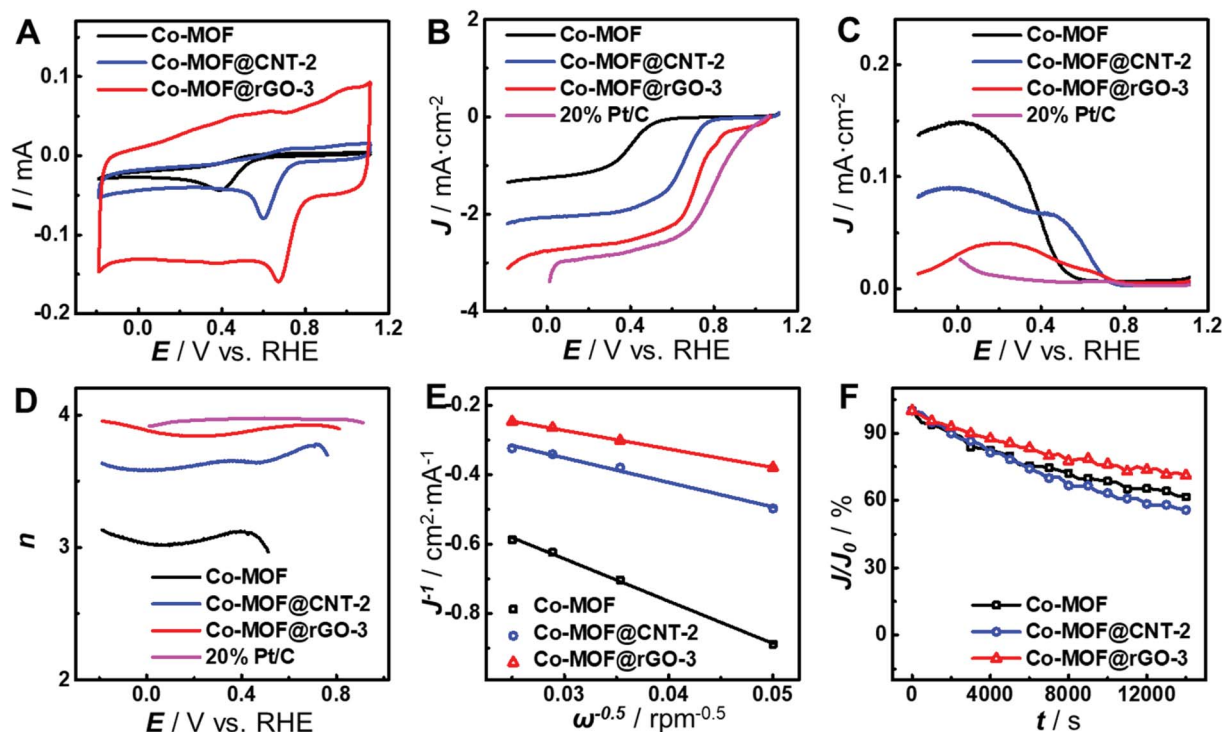 A
Co-MOF
Co-MOF@CNT-2
Co-MOF@rGO-3
I / mA
0.1
0.0
-0.1
0.2
0.0
0.4
0.8
1.2
E / V vs. RHE
B
Co-MOF
Co-MOF@CNT-2
Co-MOF@rGO-3
20% Pt/C
J / mA·cm⁻²
2
0
-2
-4
0.0
0.4
0.8
1.2
E / V vs. RHE
C
Co-MOF
Co-MOF@CNT-2
Co-MOF@rGO-3
20% Pt/C
J / mA·cm⁻²
0.2
0.1
0.0
0.0
0.4
0.8
1.2
E / V vs. RHE
D
n
4
3
2
Co-MOF
Co-MOF@CNT-2
Co-MOF@rGO-3
20% Pt/C
0.0
0.4
0.8
E / V vs. RHE
E
J⁻¹ / cm²·mA⁻¹
-0.2
-0.4
-0.6
-0.8
Co-MOF
Co-MOF@CNT-2
Co-MOF@rGO-3
0.03
0.04
0.05
ω⁻⁰·⁵ / rpm⁻⁰·⁵
F
J/J₀ / %
90
60
30
0
Co-MOF
Co-MOF@CNT-2
Co-MOF@rGO-3
0
4000
8000
12000
t / s